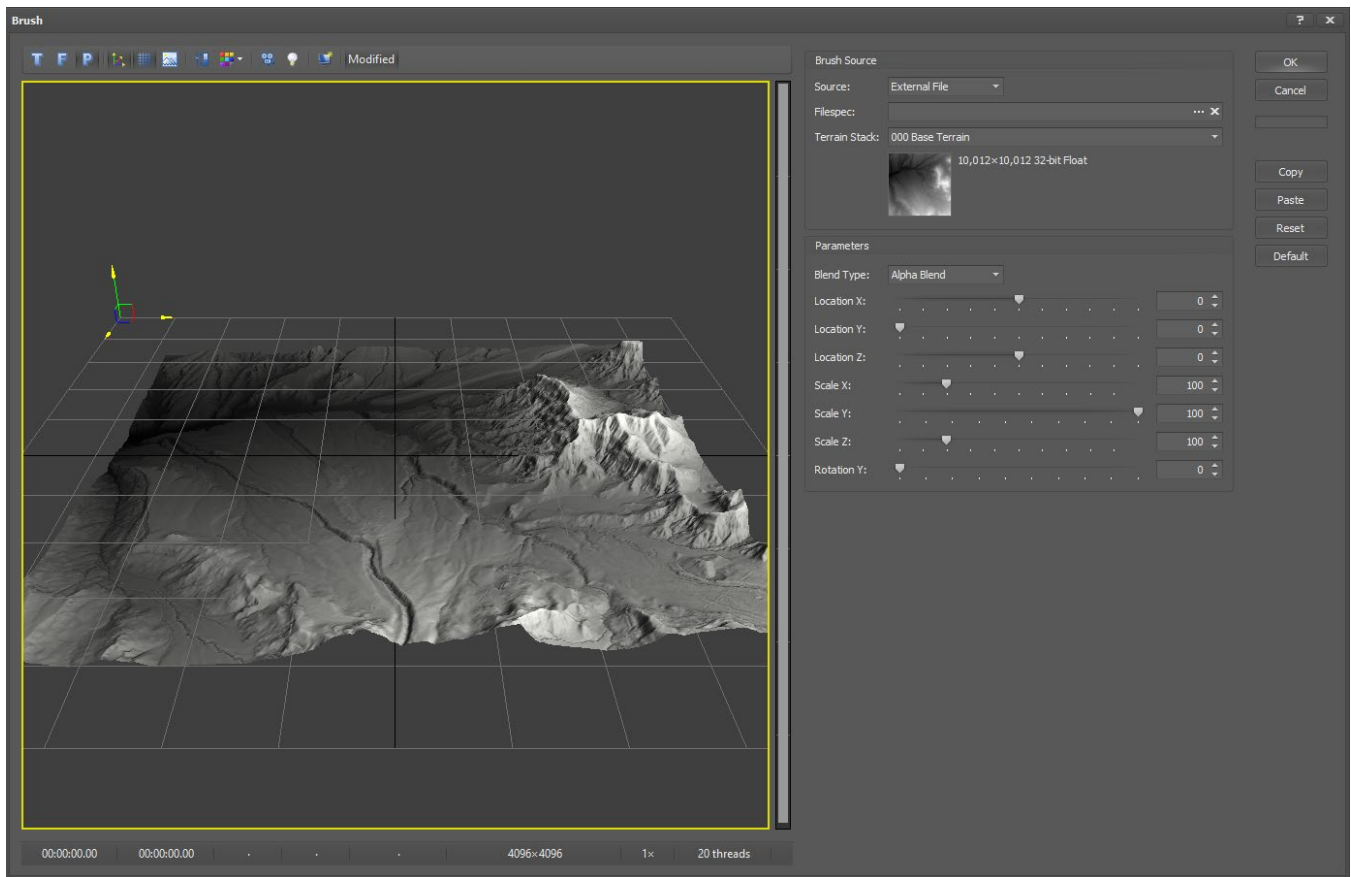 Brush
? x
T F P Modified
Brush Source
Source: External File
Filespec: ... x
Terrain Stack: 000 Base Terrain
10,012×10,012 32-bit Float
Parameters
Blend Type: Alpha Blend
Location X: 0
Location Y: 0
Location Z: 0
Scale X: 100
Scale Y: 100
Scale Z: 100
Rotation Y: 0
OK
Cancel
Copy
Paste
Reset
Default
00:00:00.00 00:00:00.00 . . . 4096×4096 1× 20 threads